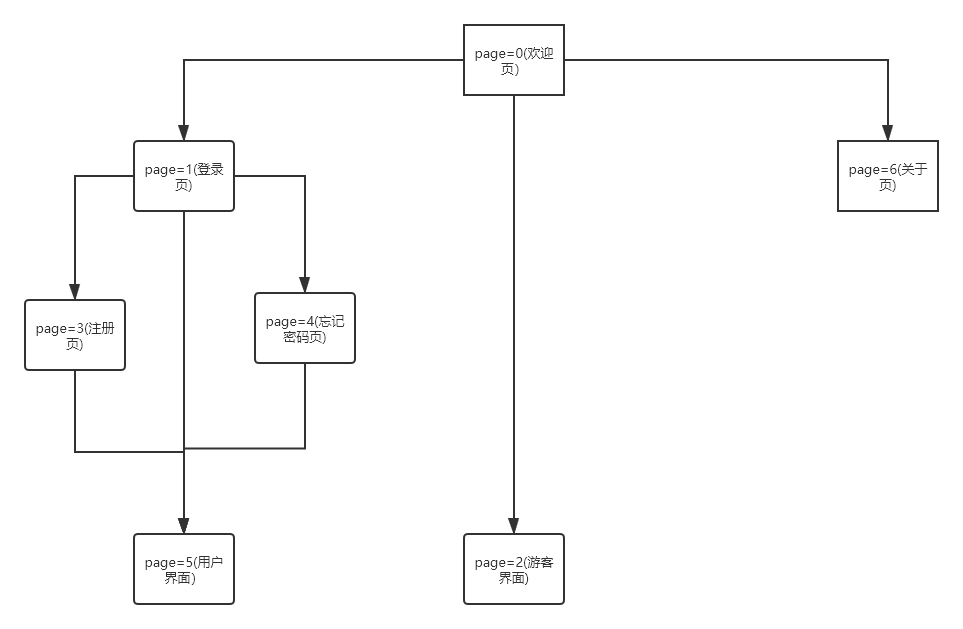 page=0(欢迎
页)
page=1(登录
页)
page=6(关于
页)
page=3(注册
页)
page=4(忘记
密码页)
page=5(用户
界面)
page=2(游客
界面)